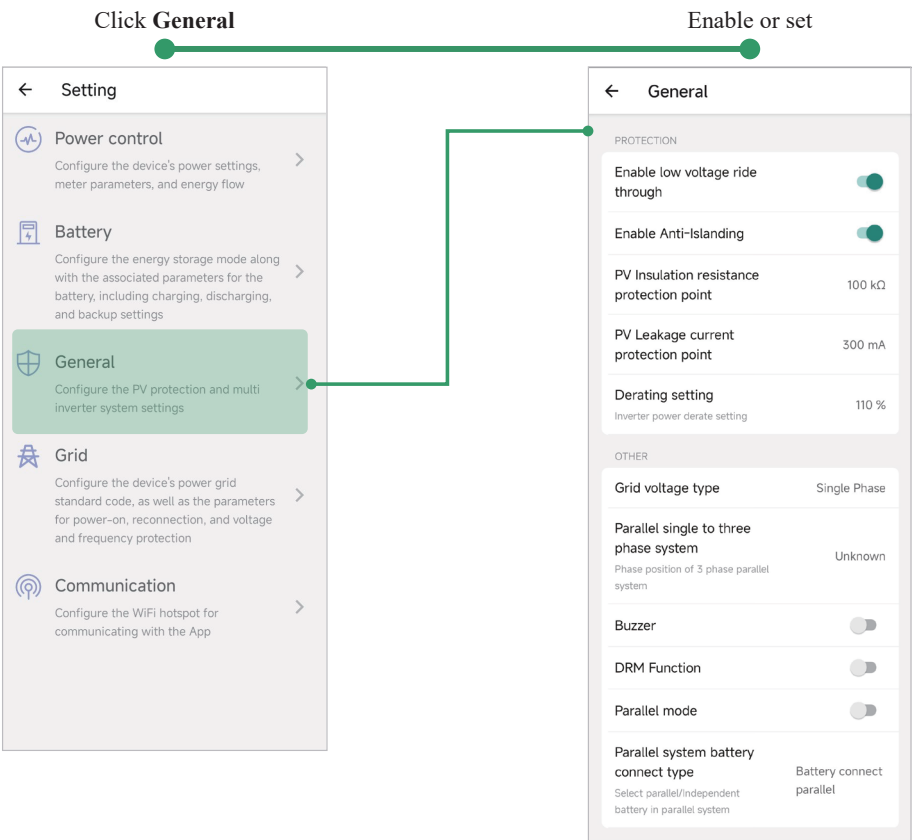 Click General
Enable or set
Setting
Power control
Configure the device's power settings,
meter parameters, and energy flow
Battery
Configure the energy storage mode along
with the associated parameters for the
battery, including charging, discharging,
and backup settings
General
Configure the PV protection and multi
inverter system settings
Grid
Configure the device's power grid
standard code, as well as the parameters
for power-on, reconnection, and voltage
and frequency protection
Communication
Configure the WiFi hotspot for
communicating with the App
General
PROTECTION
Enable low voltage ride
through
Enable Anti-Islanding
PV Insulation resistance
protection point
100 kΩ
PV Leakage current
protection point
300 mA
Derating setting
Inverter power derate setting
110 %
OTHER
Grid voltage type
Single Phase
Parallel single to three
phase system
Phase position of 3 phase parallel
system
Unknown
Buzzer
DRM Function
Parallel mode
Parallel system battery
connect type
Select parallel/independent
battery in parallel system
Battery connect
parallel